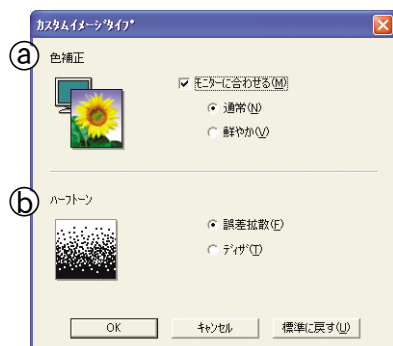 カスタムイメージタイプ
ⓐ 色補正
モニターに合わせる(M)
通常(N)
鮮やか(V)
ⓑ ハーフトーン
誤差拡散(F)
ディザ(T)
OK キャンセル 標準に戻す(U)